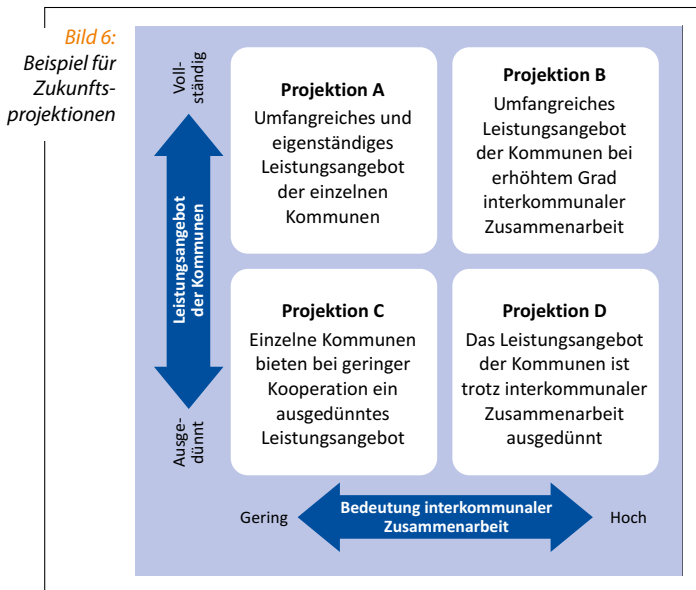 Bild 6:
Beispiel für
Zukunfts-
projektionen
Voll-
ständig
Leistungsangebot
der Kommunen
Ausge-
dünnt
Projektion A
Umfangreiches und
eigenständiges
Leistungsangebot
der einzelnen
Kommunen
Projektion B
Umfangreiches
Leistungsangebot
der Kommunen bei
erhöhtem Grad
interkommunaler
Zusammenarbeit
Projektion C
Einzelne Kommunen
bieten bei geringer
Kooperation ein
ausgedünntes
Leistungsangebot
Projektion D
Das Leistungsangebot
der Kommunen ist
trotz interkommunaler
Zusammenarbeit
ausgedünnt
Gering
Bedeutung interkommunaler
Zusammenarbeit
Hoch